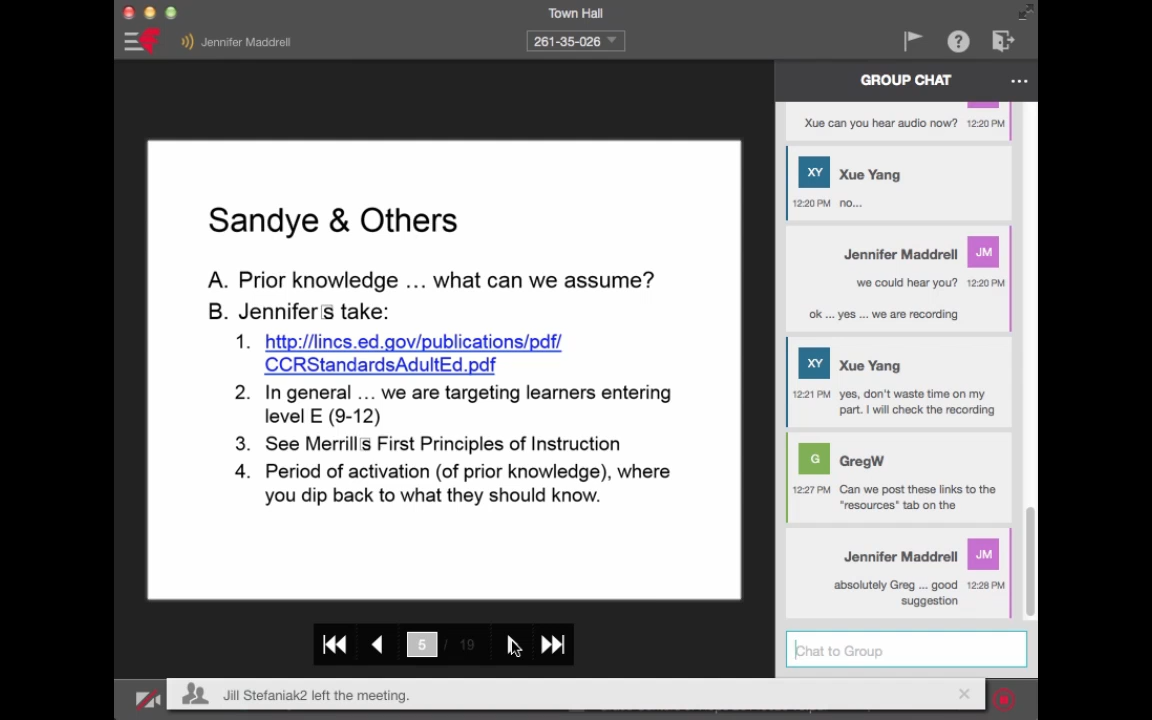 Town Hall
Jennifer Maddrell
261-35-026
?
GROUP CHAT
Xue can you hear audio now? 12:20 PM
XY Xue Yang
12:20 PM no...
Jennifer Maddrell JM
we could hear you? 12:20 PM
ok ... yes ... we are recording
XY Xue Yang
12:21 PM yes, don't waste time on my
part. I will check the recording
G GregW
12:27 PM Can we post these links to the
"resources" tab on the
Jennifer Maddrell JM
absolutely Greg ... good 12:28 PM
suggestion
Chat to Group
Sandye & Others
A. Prior knowledge … what can we assume?
B. Jennifer s take:
1. http://lincs.ed.gov/publications/pdf/
CCRStandardsAdultEd.pdf
2. In general … we are targeting learners entering
level E (9-12)
3. See Merrill s First Principles of Instruction
4. Period of activation (of prior knowledge), where
you dip back to what they should know.
5 / 19
Jill Stefaniak2 left the meeting.